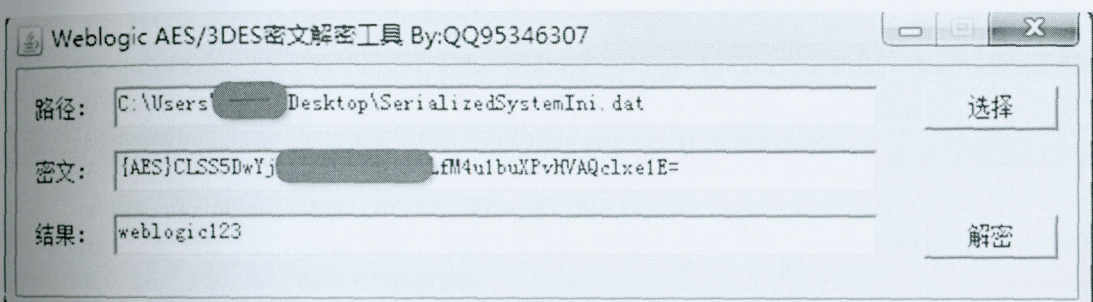 Weblogic AES/3DES密文解密工具 By:QQ95346307
路径: C:\Users\ Desktop\SerializedSystemIni.dat 选择
密文: {AES}CLSS5DwYj LfM4u1buXPvHVAQclxe1E=
结果: weblogic123 解密